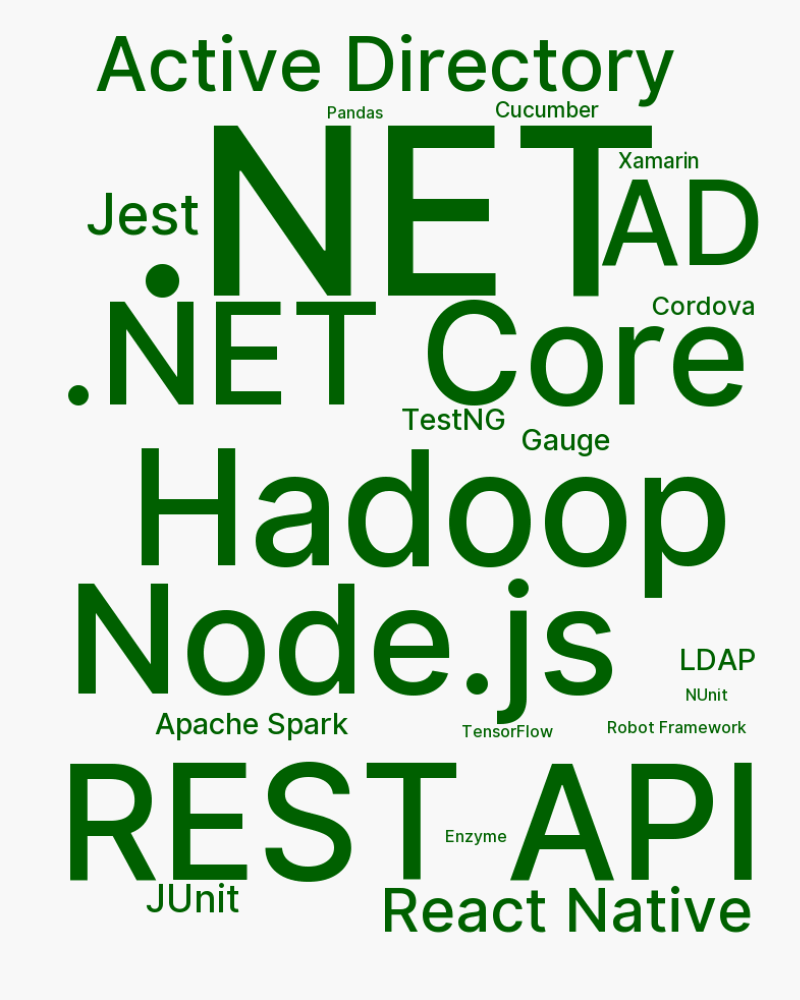 Active Directory
Pandas
Cucumber
.NET
Xamarin
Jest
AD
Cordova
.NET Core
TestNG
Gauge
Hadoop
Node.js
LDAP
NUnit
Apache Spark
TensorFlow
Robot Framework
REST API
Enzyme
JUnit
React Native